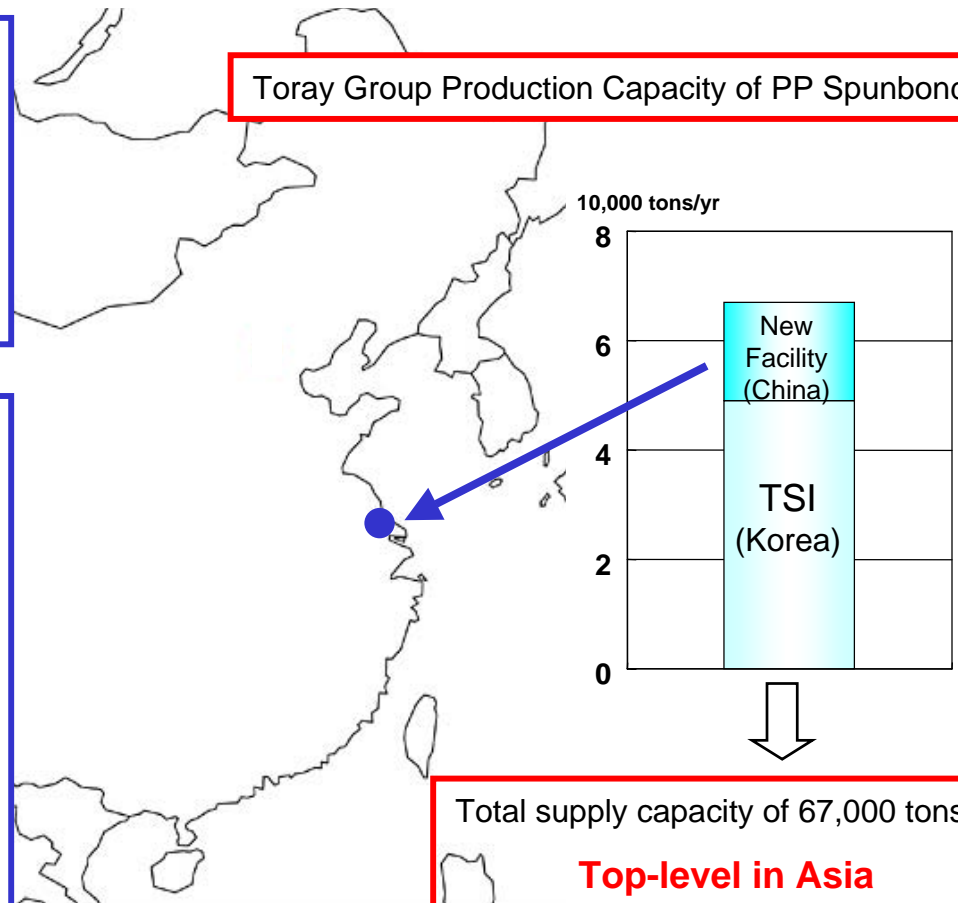 Toray Group Production Capacity of PP Spunbond
10,000 tons/yr
8
6
4
2
0
New
Facility
(China)
TSI
(Korea)
Total supply capacity of 67,000 tons
Top-level in Asia